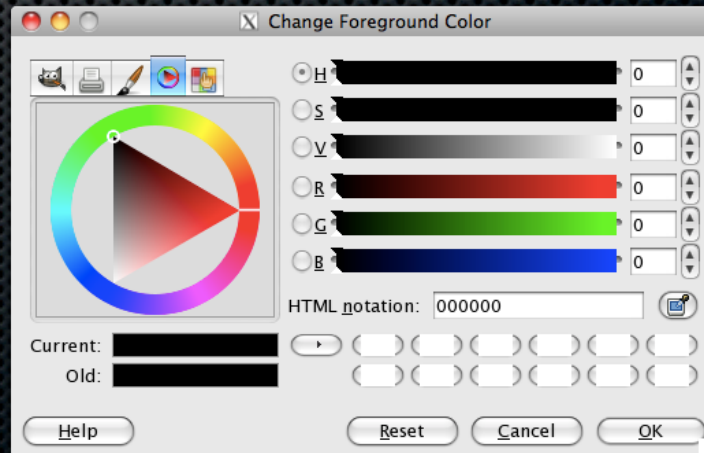 X Change Foreground Color
H 0
S 0
V 0
R 0
G 0
B 0
HTML notation: 000000
Current:
Old:
Help Reset Cancel OK